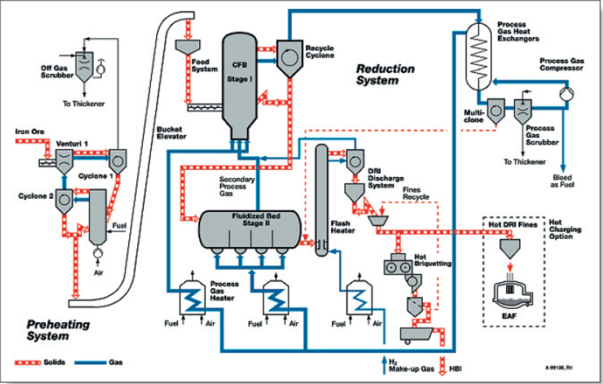 Off Gas
Scrubber
To Thickener
Iron Ore
Venturi 1
Cyclone 1
Cyclone 2
Fuel
Air
Preheating
System
Solids
Gas
Bucket
Elevator
Food
System
CFB
Stage I
Recycle
Cyclone
Reduction
System
Process
Gas Heat
Exchangers
Process Gas
Compressor
Multi-
clone
Process
Gas
Scrubber
To Thickener
Bleed
as Fuel
Secondary
Process
Gas
Fluidized Bed
Stage II
Flash
Heater
DRI
Discharge
System
Fines
Recycle
Hot
Briquetting
Hot DRI Fines
Hot
Charging
Option
EAF
Process
Gas
Heater
Fuel
Air
Fuel
Air
Fuel
Air
H2
Make-up Gas
HBI